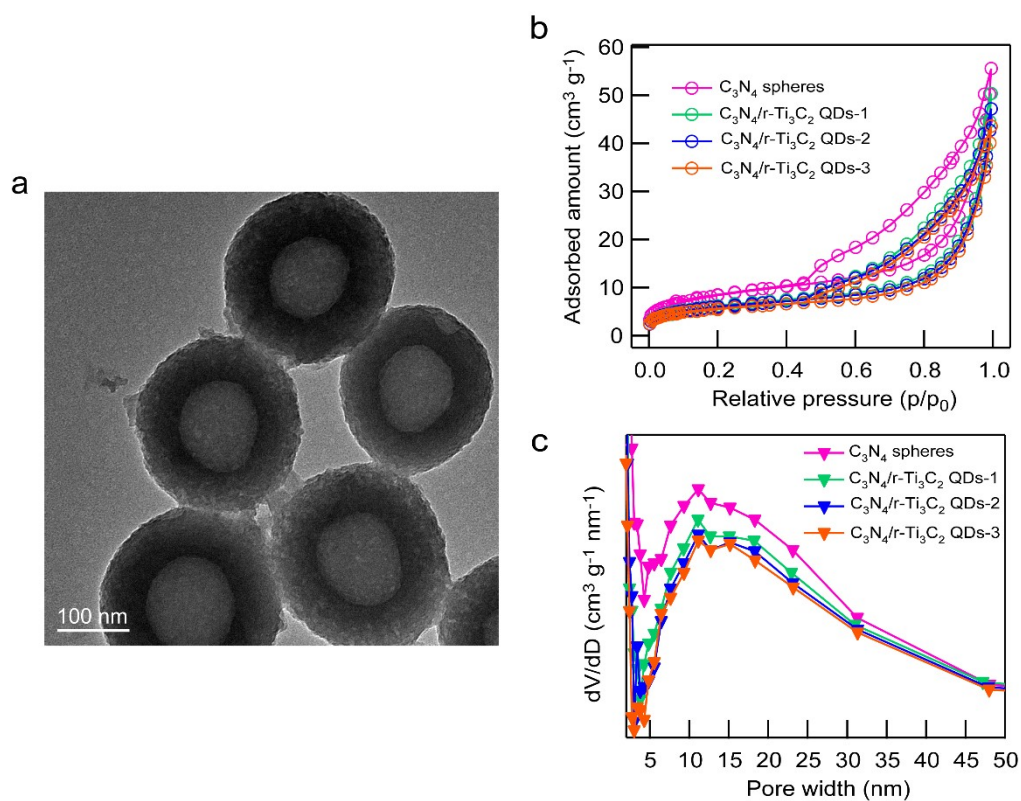 a
100 nm
b
Adsorbed amount (cm³ g⁻¹)
60
50
40
30
20
10
0
C₃N₄ spheres
C₃N₄/r-Ti₃C₂ QDs-1
C₃N₄/r-Ti₃C₂ QDs-2
C₃N₄/r-Ti₃C₂ QDs-3
0.0 0.2 0.4 0.6 0.8 1.0
Relative pressure (p/p₀)
c
dV/dD (cm³ g⁻¹ nm⁻¹)
C₃N₄ spheres
C₃N₄/r-Ti₃C₂ QDs-1
C₃N₄/r-Ti₃C₂ QDs-2
C₃N₄/r-Ti₃C₂ QDs-3
5 10 15 20 25 30 35 40 45 50
Pore width (nm)